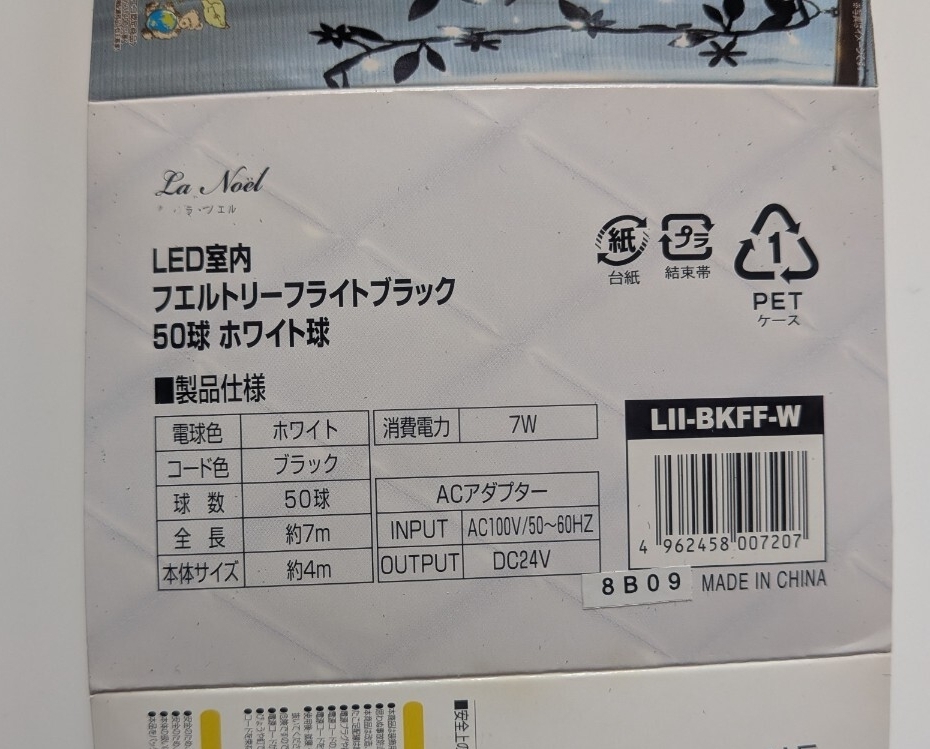 La Noël
ラ・ノエル
LED室内
フエルトリーフライトブラック
50球 ホワイト球
■製品仕様
電球色 ホワイト
コード色 ブラック
球 数 50球
全 長 約7m
本体サイズ 約4m
消費電力 7W
ACアダプター
INPUT AC100V/50~60HZ
OUTPUT DC24V
紙
台紙
プラ
結束帯
1
PET
ケース
LII-BKFF-W
4 962458 007207
8B09 MADE IN CHINA
■安全上の